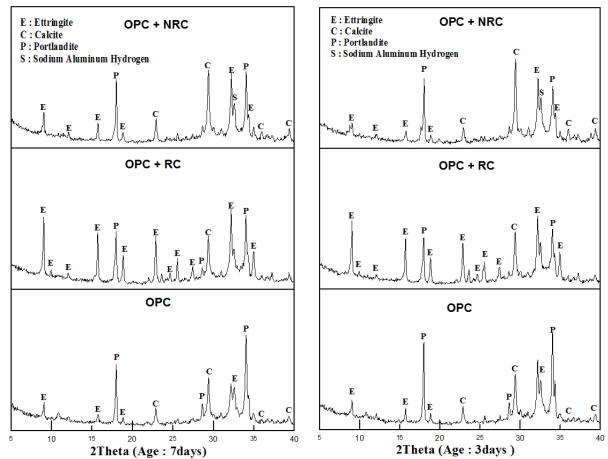 OPC + NRC
E : Ettringite
C : Calcite
P : Portlandite
S : Sodium Aluminum Hydrogen
E
E
E
P
E
C
C
E
S
P
E
C
C
OPC + RC
E
E
E
E
P
E
E
E
E
E
P
C
E
P
E
OPC
E
E
P
E
C
P
C
E
P
C
C
5 10 15 20 25 30 35 40
2Theta (Age : 7days)
OPC + NRC
E : Ettringite
C : Calcite
P : Portlandite
S : Sodium Aluminum Hydrogen
E
E
E
P
E
C
C
E
S
P
E
C
C
OPC + RC
E
E
E
E
P
E
E
E
E
E
C
E
P
E
OPC
E
E
P
E
C
P
C
E
P
C
C
5 10 15 20 25 30 35 40
2Theta (Age : 3days)